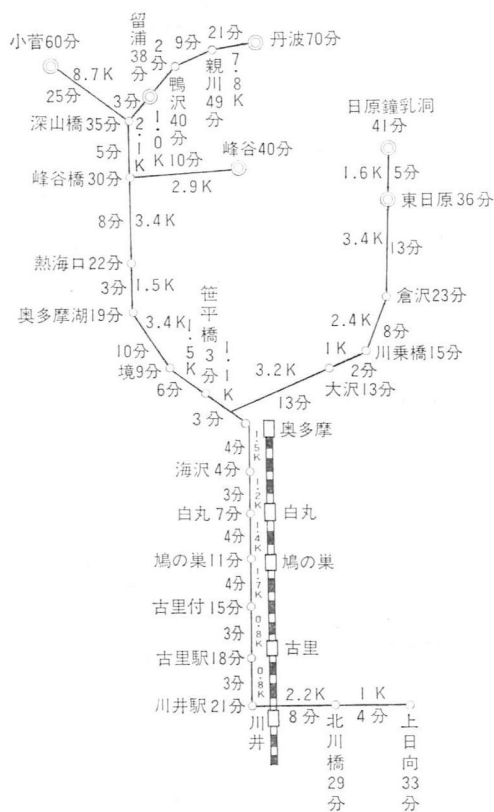 小菅60分
8.7K
25分
留浦38分
3分
1.0K
2分
鴨沢40分
9分
親川49分
21分
7.8K
丹波70分
深山橋35分
2.1K
5分
峰谷橋30分
10分
2.9K
峰谷40分
8分
3.4K
熱海口22分
3分
1.5K
奥多摩湖19分
3.4K
10分
境9分
1.5K
6分
笹平橋3分
1.1K
3分
日原鐘乳洞
41分
1.6K
5分
東日原36分
3.4K
13分
倉沢23分
2.4K
8分
川乗橋15分
1K
2分
大沢13分
3.2K
13分
奥多摩
4分
1.5K
海沢4分
3分
1.2K
白丸7分
白丸
4分
1.4K
鳩の巣11分
鳩の巣
4分
1.7K
古里付15分
3分
0.8K
古里駅18分
古里
3分
0.8K
川井駅21分
川井
2.2K
8分
北川橋29分
1K
4分
上日向33分